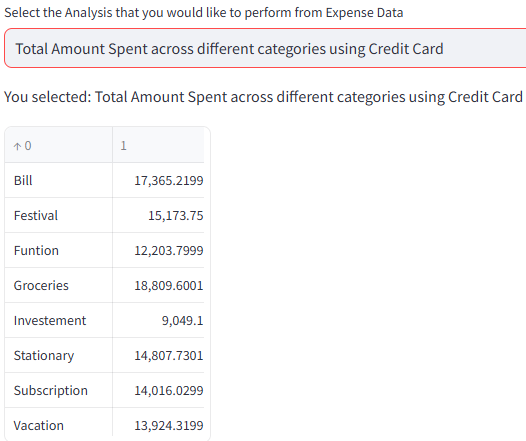 Select the Analysis that you would like to perform from Expense Data
Total Amount Spent across different categories using Credit Card
You selected: Total Amount Spent across different categories using Credit Card
↑ 0 1
Bill 17,365.2199
Festival 15,173.75
Funtion 12,203.7999
Groceries 18,809.6001
Investement 9,049.1
Stationary 14,807.7301
Subscription 14,016.0299
Vacation 13,924.3199